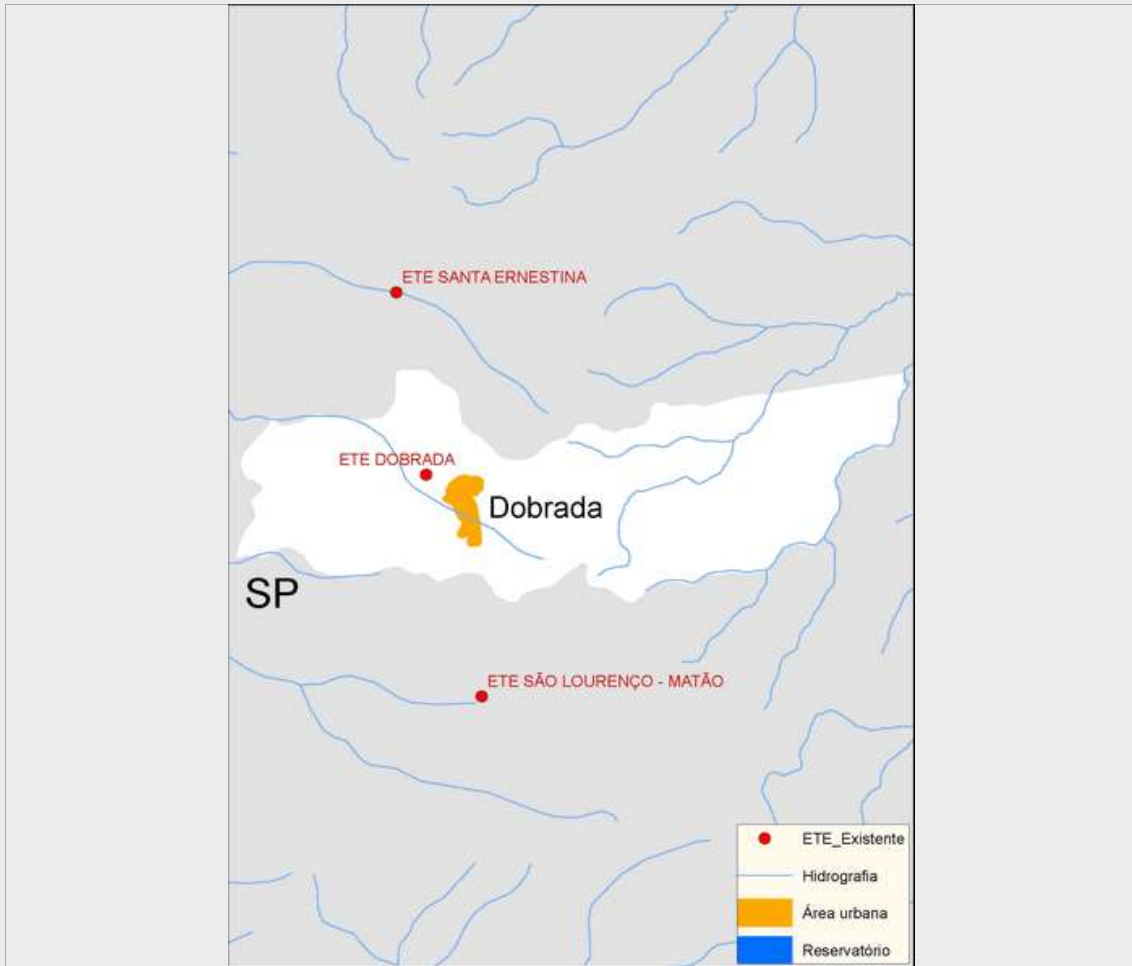 ETE SANTA ERNESTINA
ETE DOBRADA
Dobrada
SP
ETE SÃO LOURENÇO - MATÃO
ETE_Existente
Hidrografia
Área urbana
Reservatório